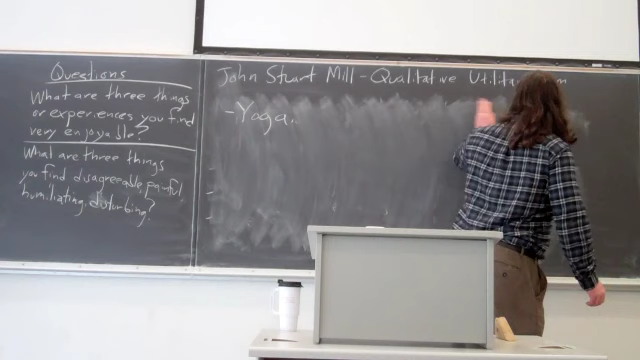 Questions
What are three things
or experiences you find
very enjoyable?
What are three things
you find disagreeable, painful,
humiliating, disturbing?
John Stuart Mill - Qualitative Utilita m
- Yoga.